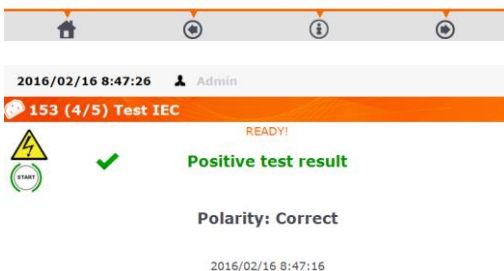 2016/02/16 8:47:26 Admin
153 (4/5) Test IEC
READY!
START
Positive test result
Polarity: Correct
2016/02/16 8:47:16